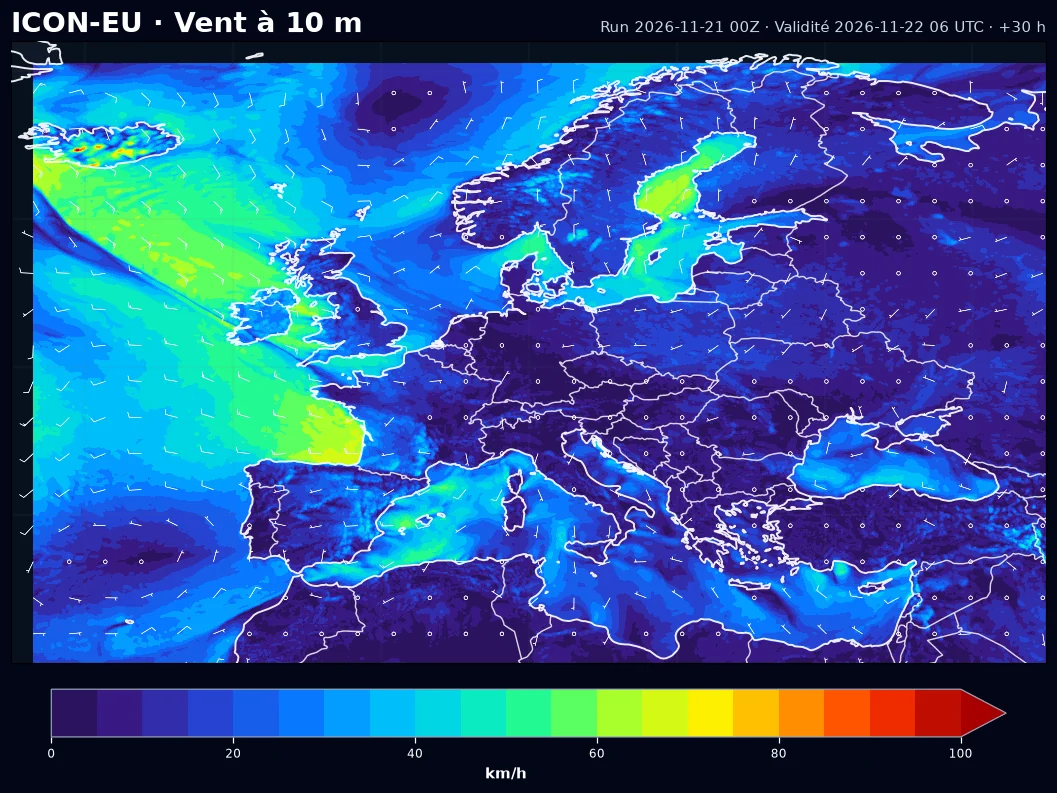 ICON-EU · Vent à 10 m
Run 2026-11-21 00Z · Validité 2026-11-22 06 UTC · +30 h
0 20 40 60 80 100
km/h